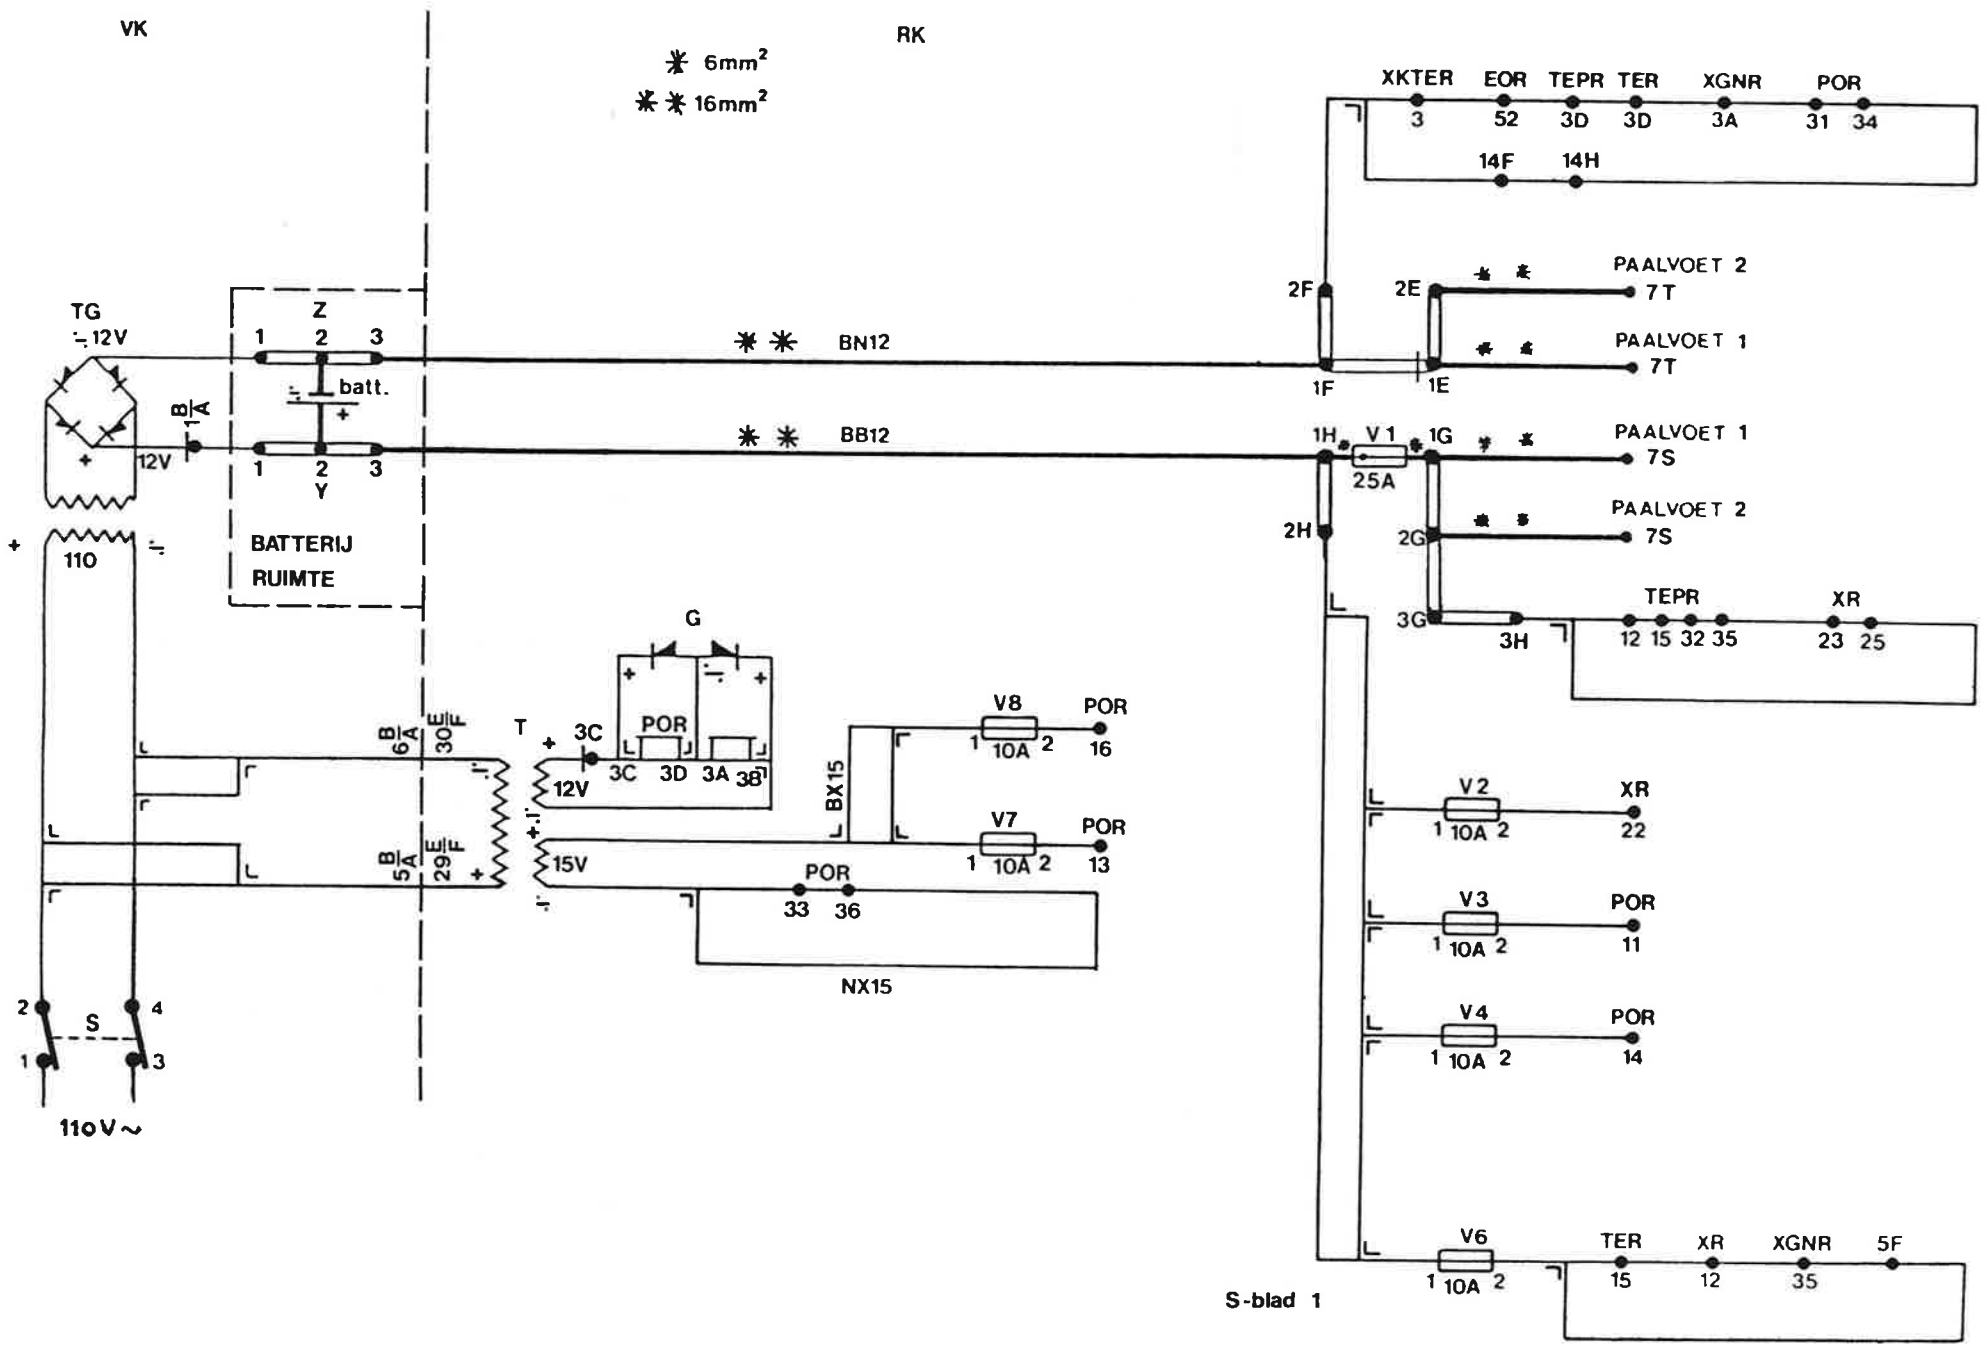 VK
RK
* 6mm²
* * 16mm²
XKTER EOR TEPR TER XGNR POR
3 52 3D 3D 3A 31 34
14F 14H
PAALVOET 2
2F 2E * * 7T
TG
-12V
Z
1 2 3
* * BN12
PAALVOET 1
* * 7T
1F 1E
batt.
+
1 B/A
+ 12V
1 2 3
Y
* * BB12
1H * V1 * 1G * *
25A
PAALVOET 1
7S
PAALVOET 2
2H 2G * * 7S
+ 110
BATTERIJ
RUIMTE
TEPR XR
3G 3H 12 15 32 35 23 25
G
+ +
6 B/A 30 E/F
T + 3C
POR
3C 3D 3A 3B
12V
V8 POR
1 10A 2 16
BX15
V2 XR
1 10A 2 22
+
V7 POR
1 10A 2 13
5 B/A 29 E/F
+
15V
POR
33 36
NX15
V3 POR
1 10A 2 11
V4 POR
1 10A 2 14
2 4
S
1 3
110V~
V6 TER XR XGNR 5F
1 10A 2 15 12 35
S-blad 1